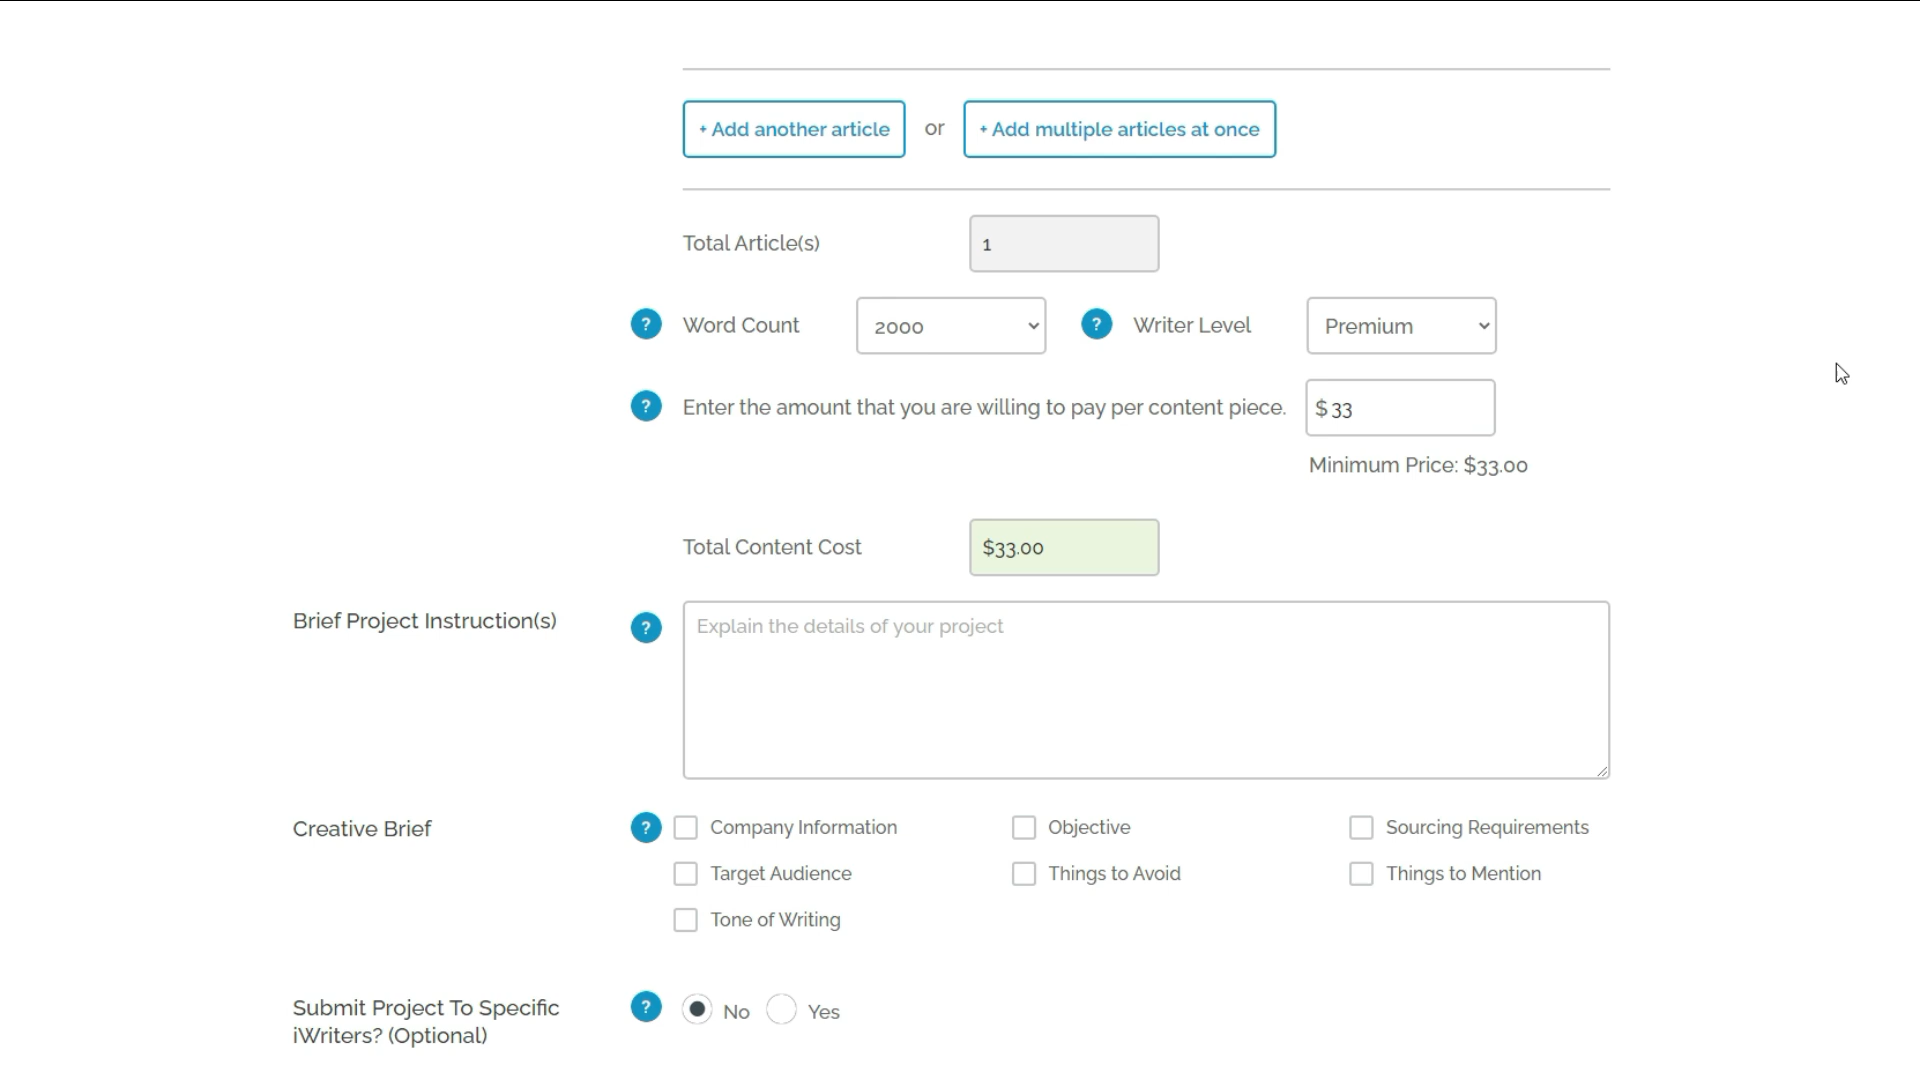 + Add another article or + Add multiple articles at once
Total Article(s) 1
? Word Count 2000 ? Writer Level Premium
? Enter the amount that you are willing to pay per content piece. $ 33
Minimum Price: $33.00
Total Content Cost $33.00
Brief Project Instruction(s) ? Explain the details of your project
Creative Brief ? Company Information Objective Sourcing Requirements
Target Audience Things to Avoid Things to Mention
Tone of Writing
Submit Project To Specific ? No Yes
iWriters? (Optional)